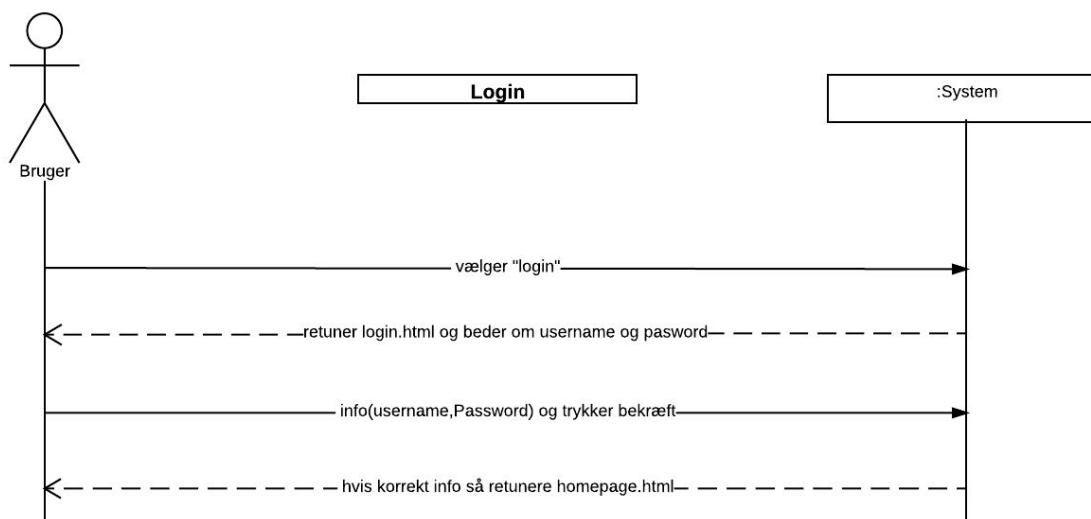 Login
:System
Bruger
vælger "login"
retuner login.html og beder om username og pasword
info(username,Password) og trykker bekræft
hvis korrekt info så retunere homepage.html